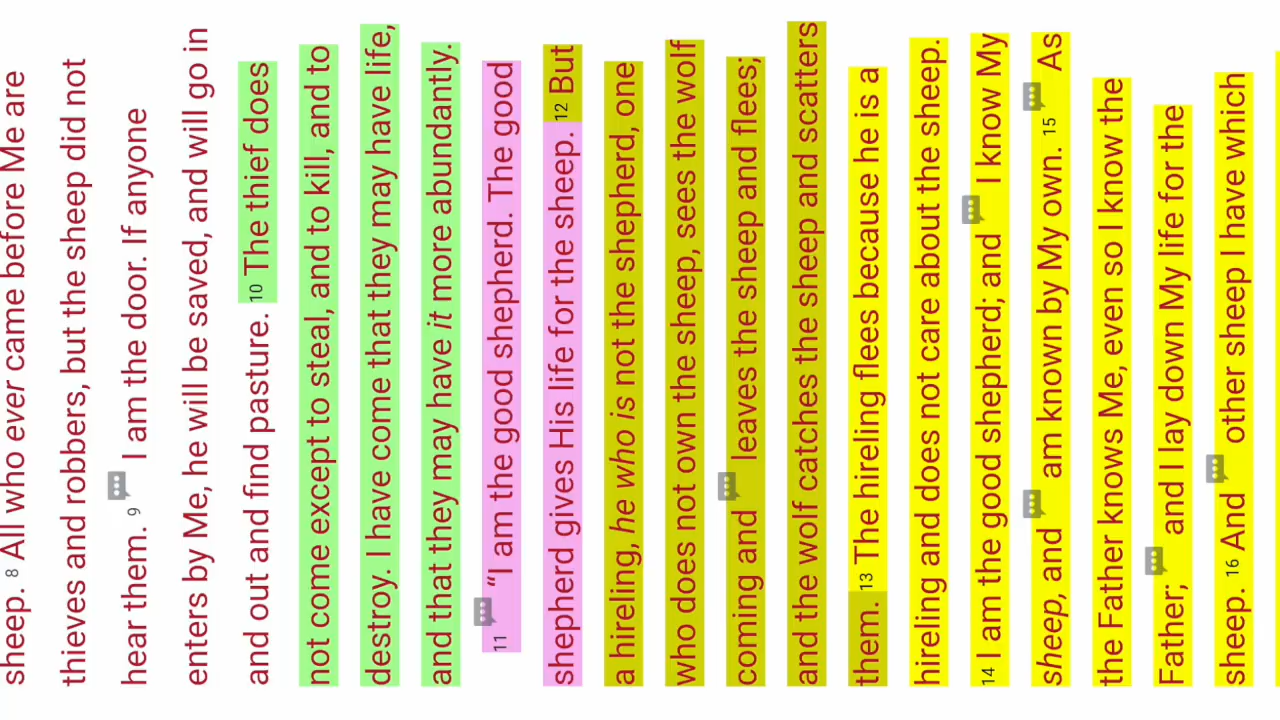 sheep. 8 All who ever came before Me are
thieves and robbers, but the sheep did not
hear them. 9 I am the door. If anyone
enters by Me, he will be saved, and will go in
and out and find pasture. 10 The thief does
not come except to steal, and to kill, and to
destroy. I have come that they may have life,
and that they may have it more abundantly.
11 “I am the good shepherd. The good
shepherd gives His life for the sheep. 12 But
a hireling, he who is not the shepherd, one
who does not own the sheep, sees the wolf
coming and leaves the sheep and flees;
and the wolf catches the sheep and scatters
them. 13 The hireling flees because he is a
hireling and does not care about the sheep.
14 I am the good shepherd; and I know My
sheep, and am known by My own. 15 As
the Father knows Me, even so I know the
Father; and I lay down My life for the
sheep. 16 And other sheep I have which